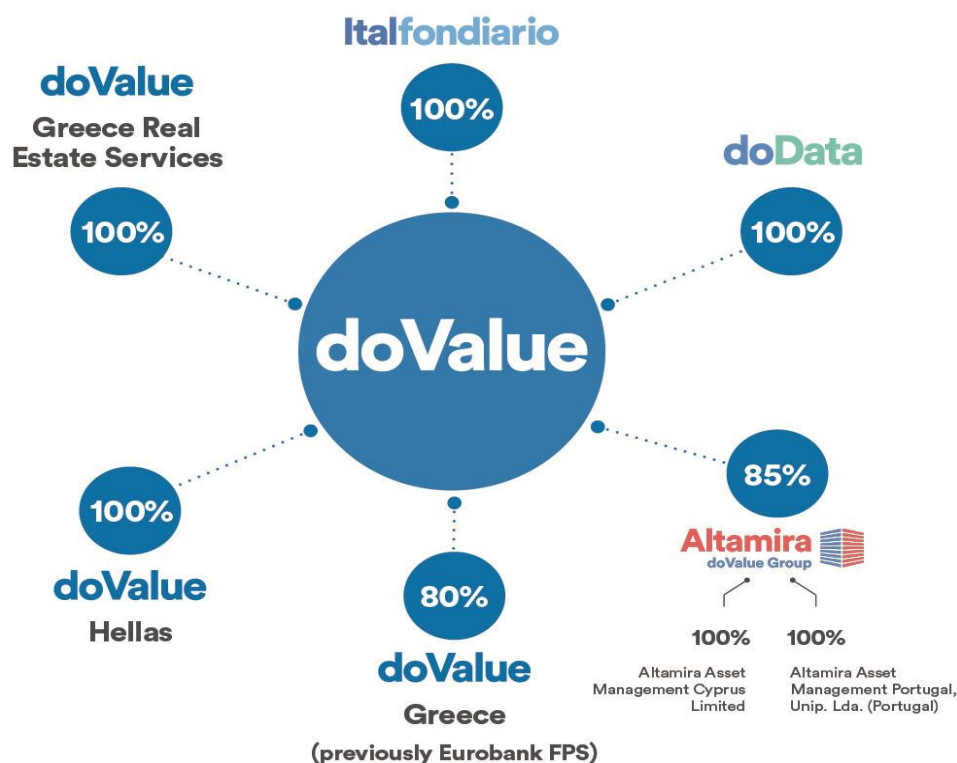 Italfondiario
100%
doValue
Greece Real
Estate Services
100%
doData
100%
doValue
100%
doValue
Hellas
80%
doValue
Greece
(previously Eurobank FPS)
85%
Altamira
doValue Group
100%
Altamira Asset
Management Cyprus
Limited
100%
Altamira Asset
Management Portugal,
Unip. Lda. (Portugal)